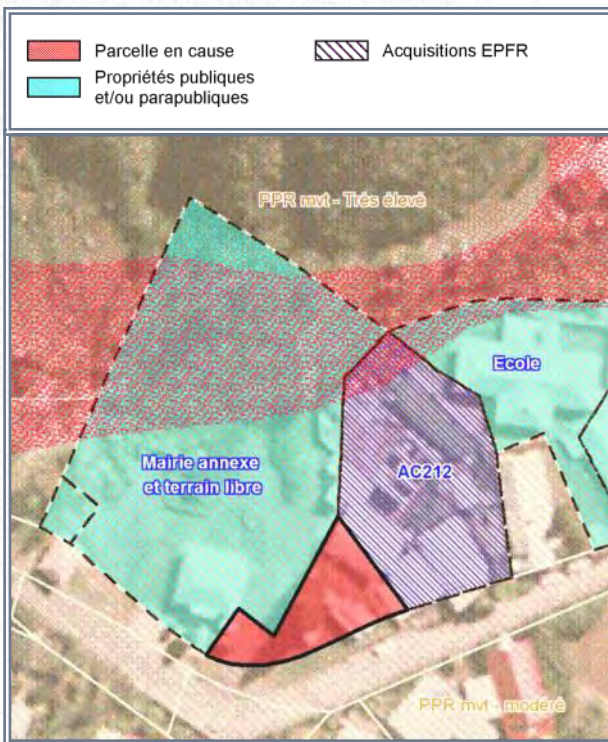 Parcelle en cause
Acquisitions EPFR
Propriétés publiques
et/ou parapubliques
PPR mvt - Trés élevé
Ecole
Mairie annexe
et terrain libre
AC212
PPR mvt - modéré